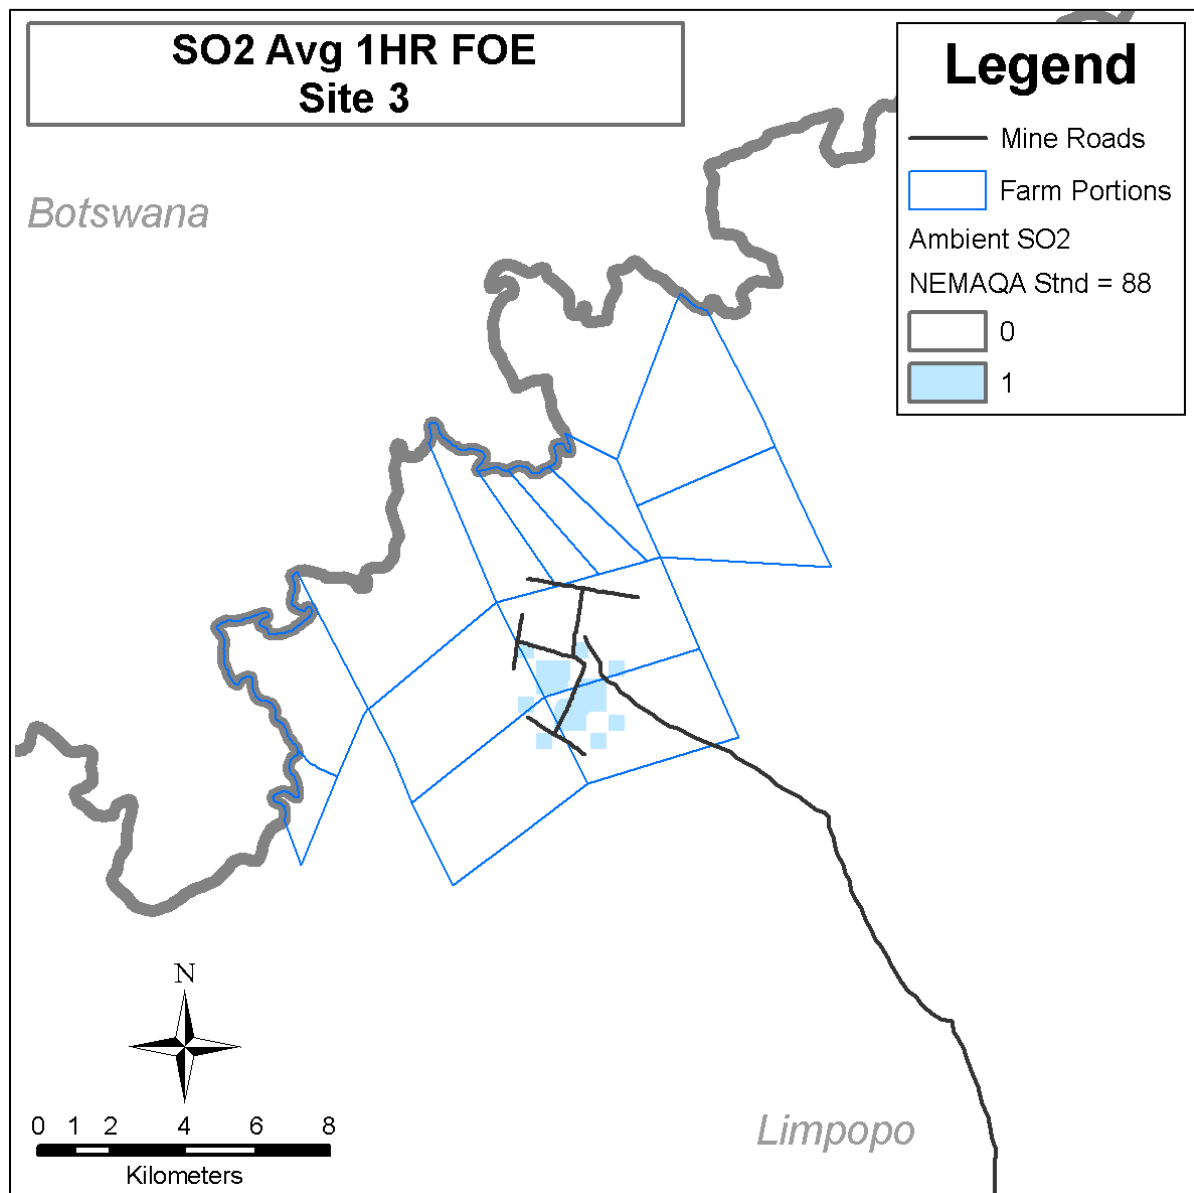 SO2 Avg 1HR FOE
Site 3
Legend
Mine Roads
Farm Portions
Ambient SO2
NEMAQA Stnd = 88
0
1
Botswana
N
0 1 2 4 6 8
Kilometers
Limpopo